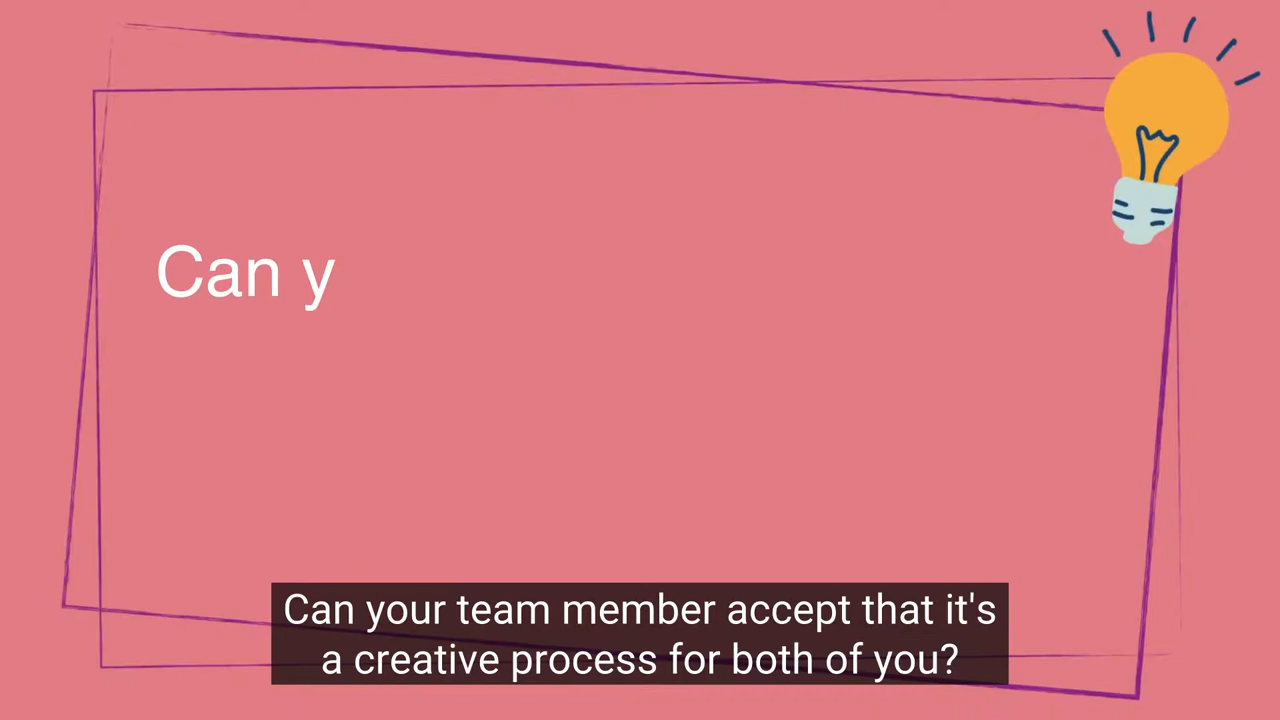 Can y
Can your team member accept that it's
a creative process for both of you?